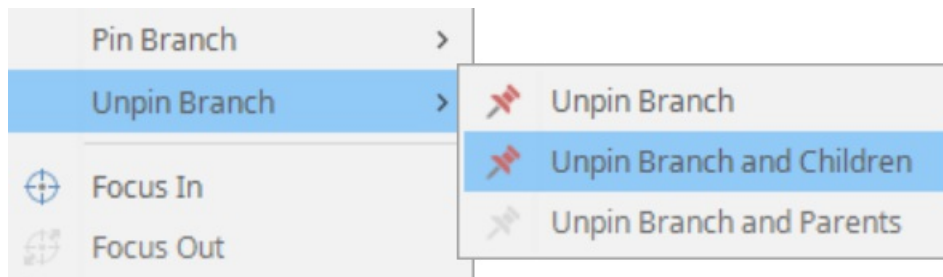 Pin Branch
Unpin Branch
Focus In
Focus Out
Unpin Branch
Unpin Branch and Children
Unpin Branch and Parents